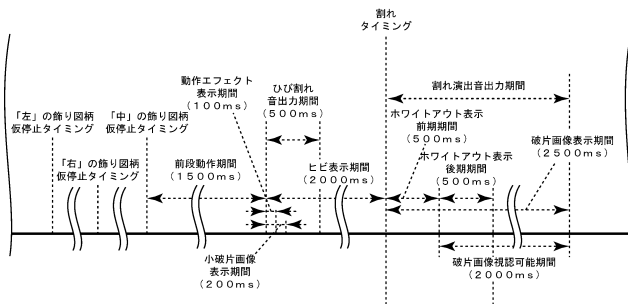 割れ
タイミング
動作エフェクト
表示期間
(100ms)
ひび割れ
音出力期間
(500ms)
割れ演出音出力期間
「左」の飾り図柄
仮停止タイミング
「中」の飾り図柄
仮停止タイミング
ホワイトアウト表示
前期期間
(500ms)
破片画像表示期間
(2500ms)
「右」の飾り図柄
仮停止タイミング
前段動作期間
(1500ms)
ヒビ表示期間
(2000ms)
ホワイトアウト表示
後期期間
(500ms)
小破片画像
表示期間
(200ms)
破片画像視認可能期間
(2000ms)